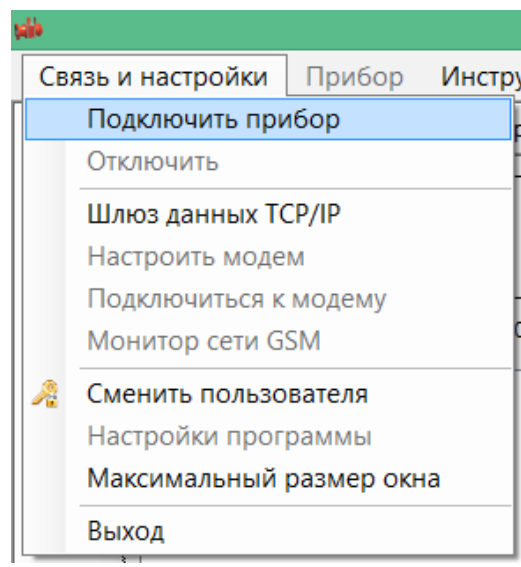 Связь и настройки Прибор
Подключить прибор
Отключить
Шлюз данных TCP/IP
Настроить модем
Подключиться к модему
Монитор сети GSM
Сменить пользователя
Настройки программы
Максимальный размер окна
Выход